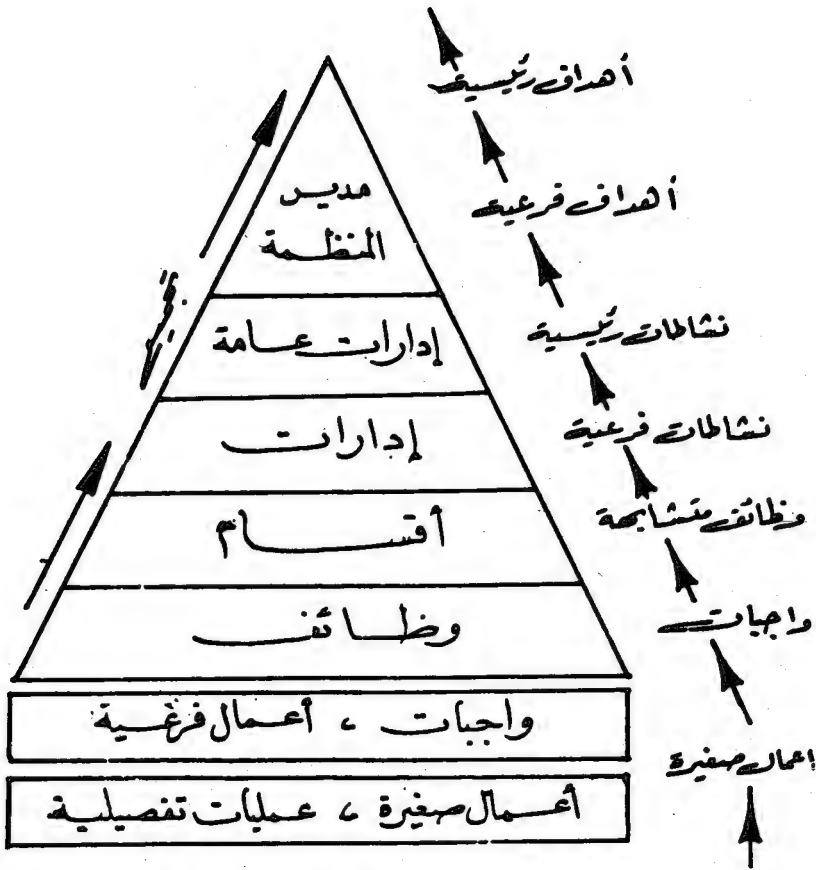 أهداف رئيسية
أهداف فرعية
نشاطات رئيسية
نشاطات فرعية
وظائف متشابهة
واجبات
اعمال صغيرة
مدير
المنظمة
إدارات عامة
إدارات
أقسام
وظائف
واجبات ، أعمال فرعية
أعمال صغيرة ، عمليات تفصيلية